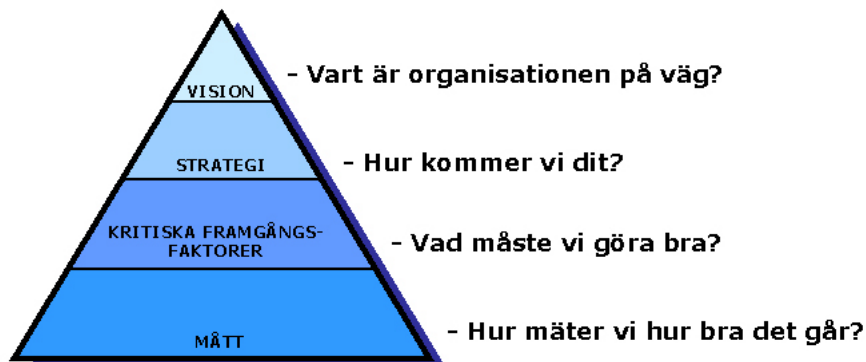 - Vart är organisationen på väg?
VISION
- Hur kommer vi dit?
STRATEGI
KRITISKA FRAMGÅNGS-
FAKTORER
- Vad måste vi göra bra?
- Hur mäter vi hur bra det går?
MÅTT